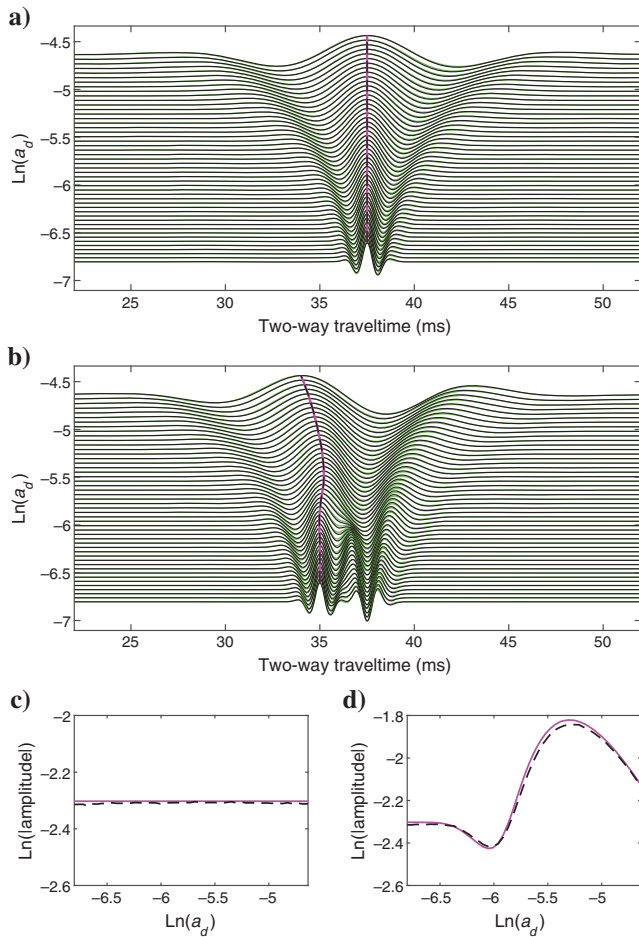 a)
Ln(a_d)
−4.5
−5
−5.5
−6
−6.5
−7
25 30 35 40 45 50
Two-way traveltime (ms)
b)
Ln(a_d)
−4.5
−5
−5.5
−6
−6.5
−7
25 30 35 40 45 50
Two-way traveltime (ms)
c)
Ln(|amplitude|)
−2
−2.2
−2.4
−2.6
−6.5 −6 −5.5 −5
Ln(a_d)
d)
Ln(|amplitude|)
−1.8
−2
−2.2
−2.4
−2.6
−6.5 −6 −5.5 −5
Ln(a_d)